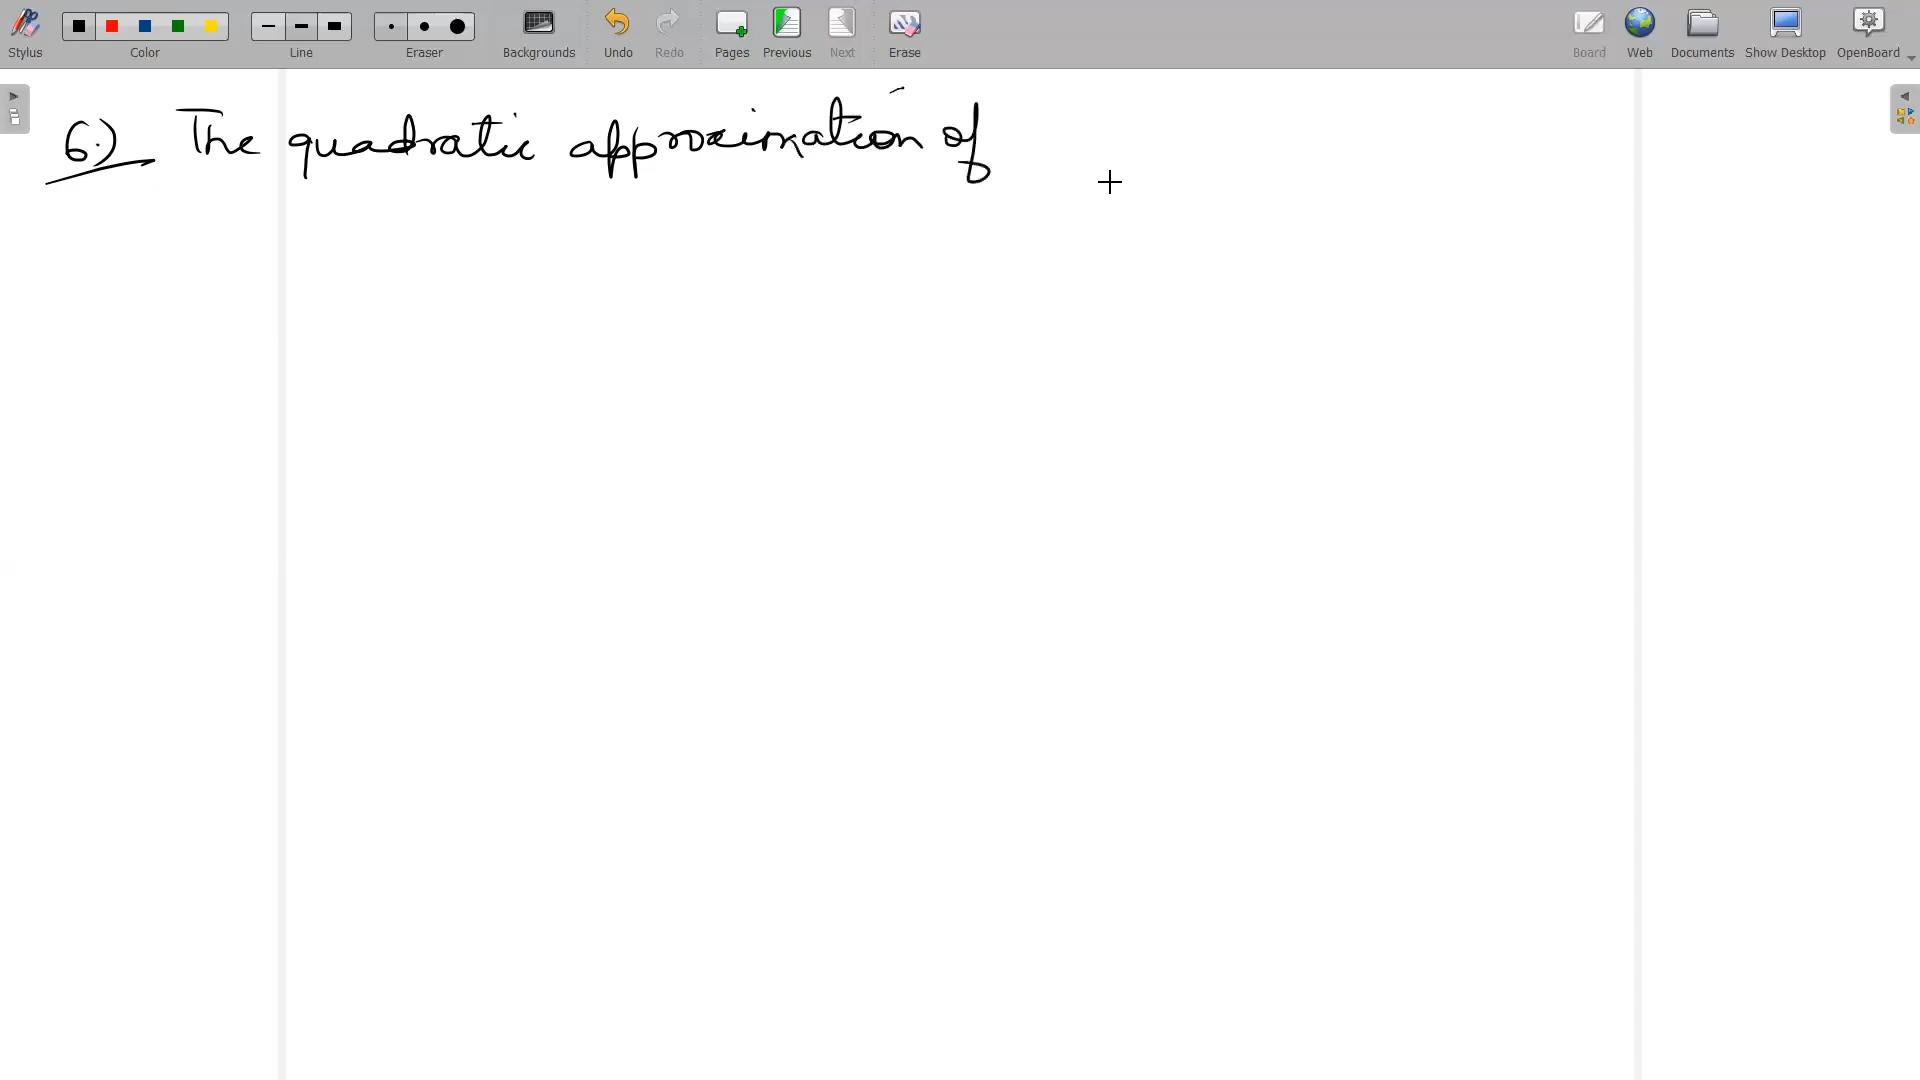 Stylus Color Line Eraser Backgrounds Undo Redo Pages Previous Next Erase Board Web Documents Show Desktop OpenBoard
6.) The quadratic approximation of